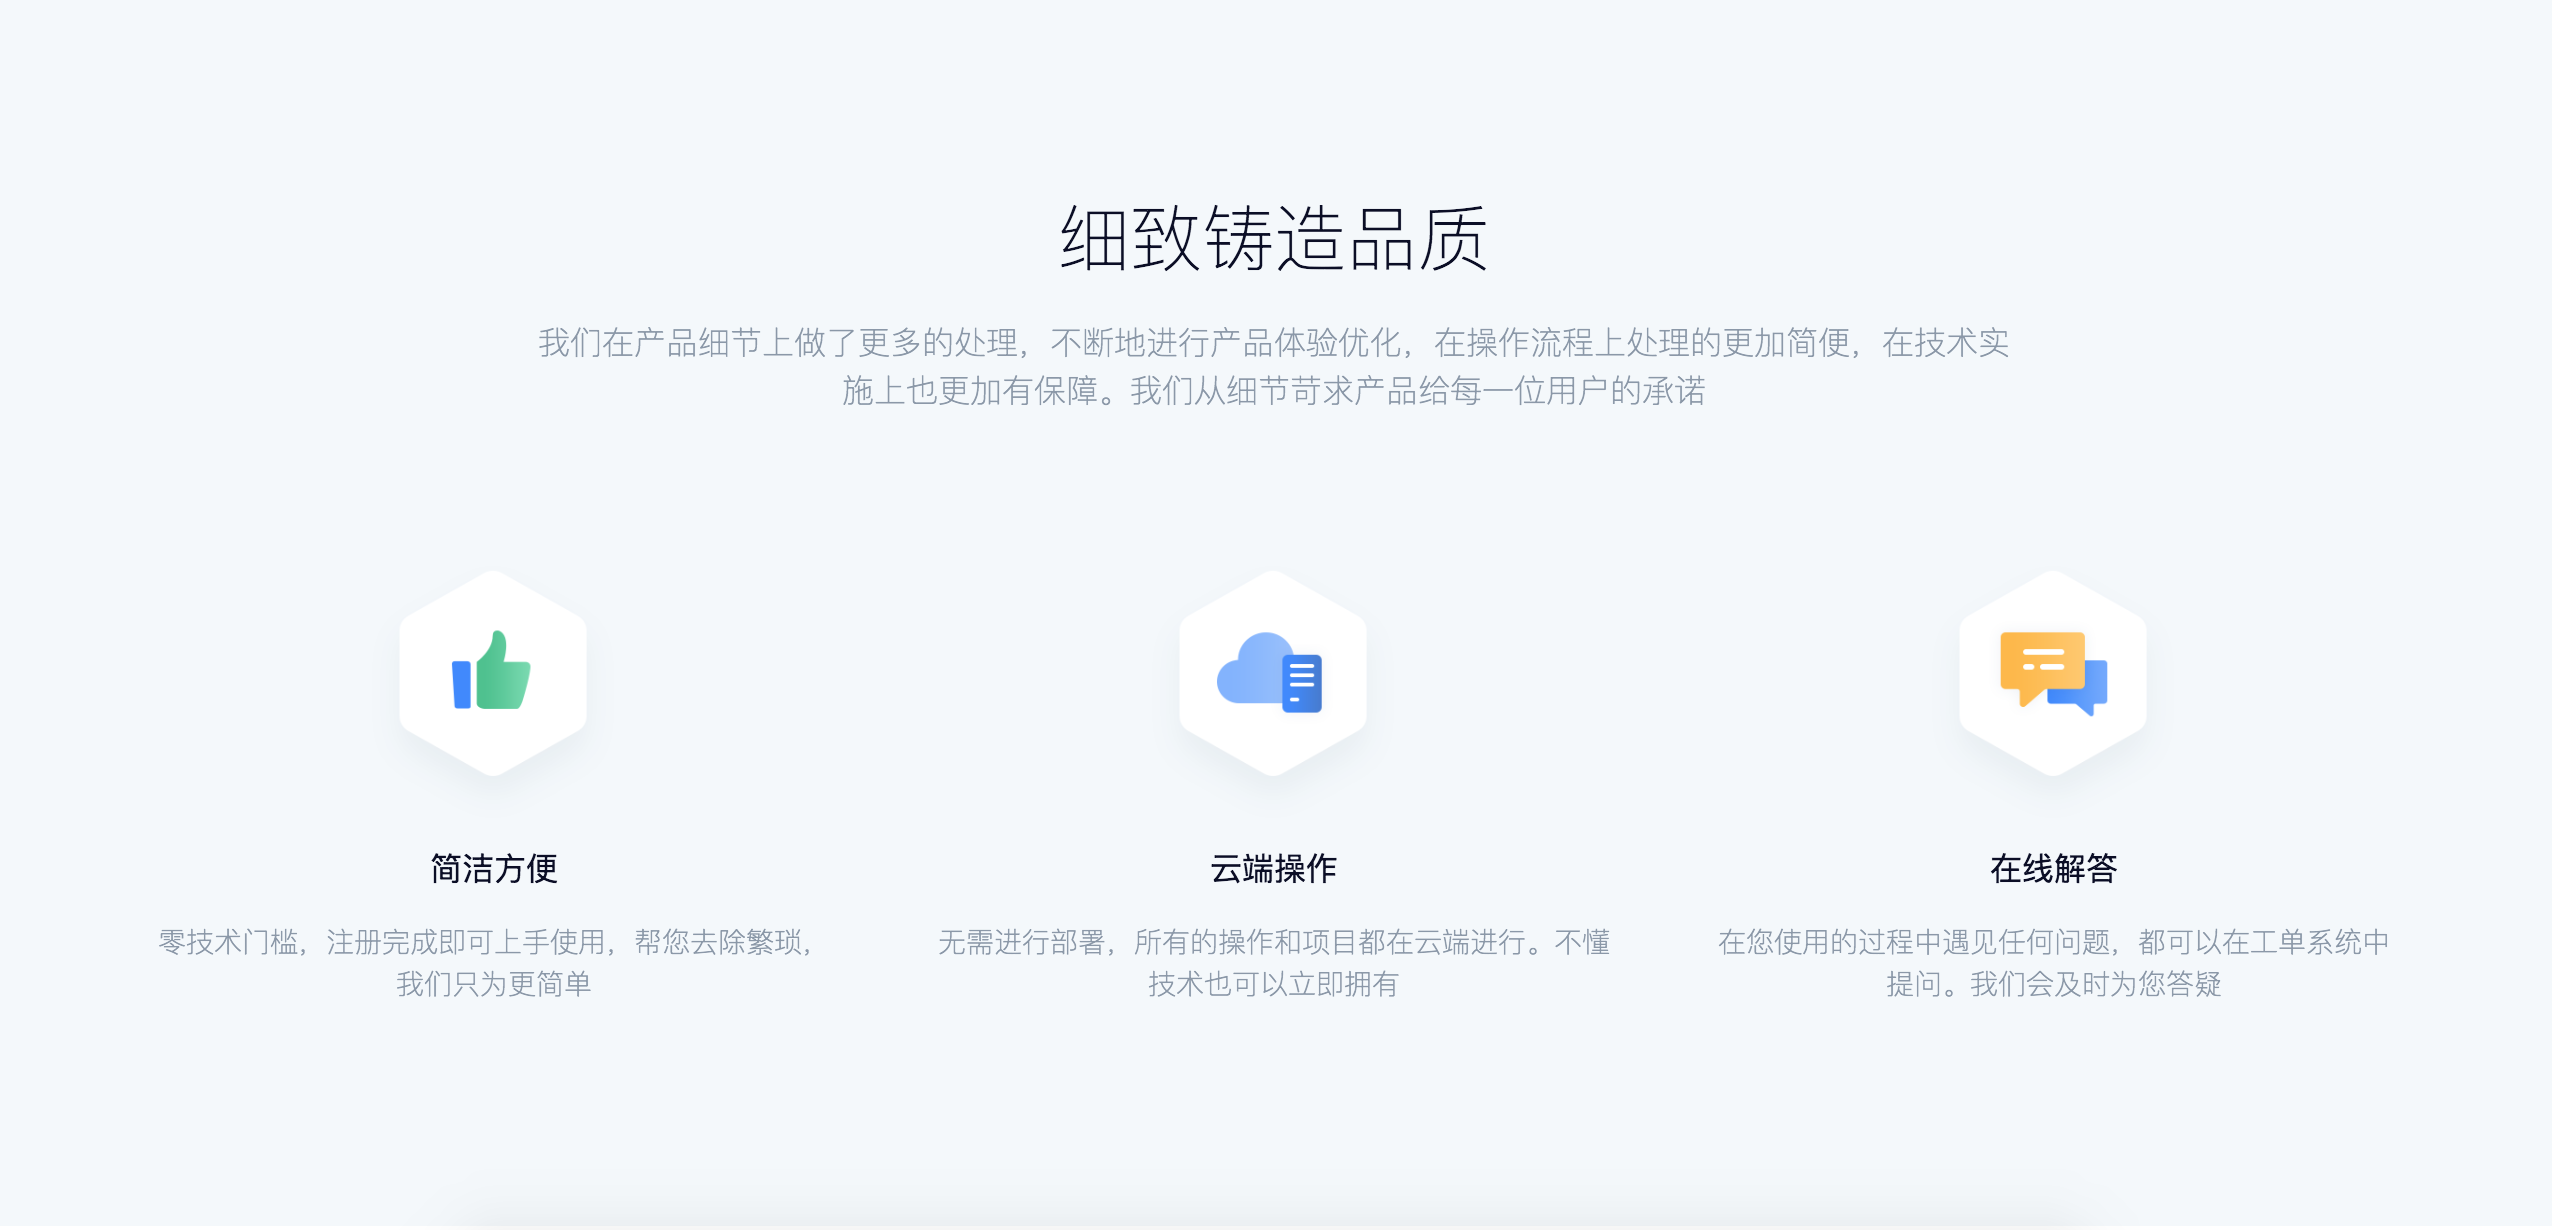 细致铸造品质
我们在产品细节上做了更多的处理，不断地进行产品体验优化，在操作流程上处理的更加简便，在技术实
施上也更加有保障。我们从细节苛求产品给每一位用户的承诺
简洁方便
零技术门槛，注册完成即可上手使用，帮您去除繁琐，
我们只为更简单
云端操作
无需进行部署，所有的操作和项目都在云端进行。不懂
技术也可以立即拥有
在线解答
在您使用的过程中遇见任何问题，都可以在工单系统中
提问。我们会及时为您答疑